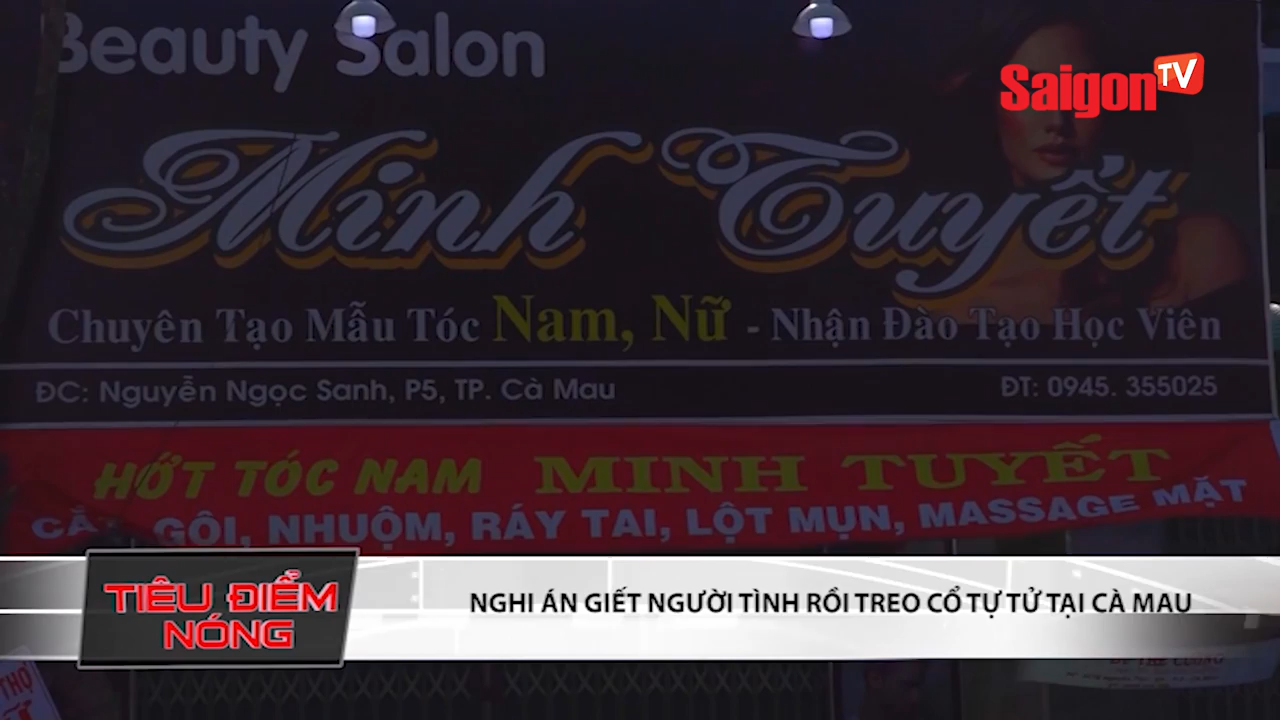 Beauty Salon
Saigon TV
Minh Tuyết
Chuyên Tạo Mẫu Tóc Nam, Nữ - Nhận Đào Tạo Học Viên
ĐC: Nguyễn Ngọc Sanh, P5, TP. Cà Mau
ĐT: 0945. 355025
HỚT TÓC NAM MINH TUYẾT
GÔI, NHUỘM, RÁY TAI, LỘT MỤN, MASSAGE MẶT
TIÊU ĐIỂM
NÓNG
NGHI ÁN GIẾT NGƯỜI TÌNH RỒI TREO CỔ TỰ TỬ TẠI CÀ MAU
THỢ